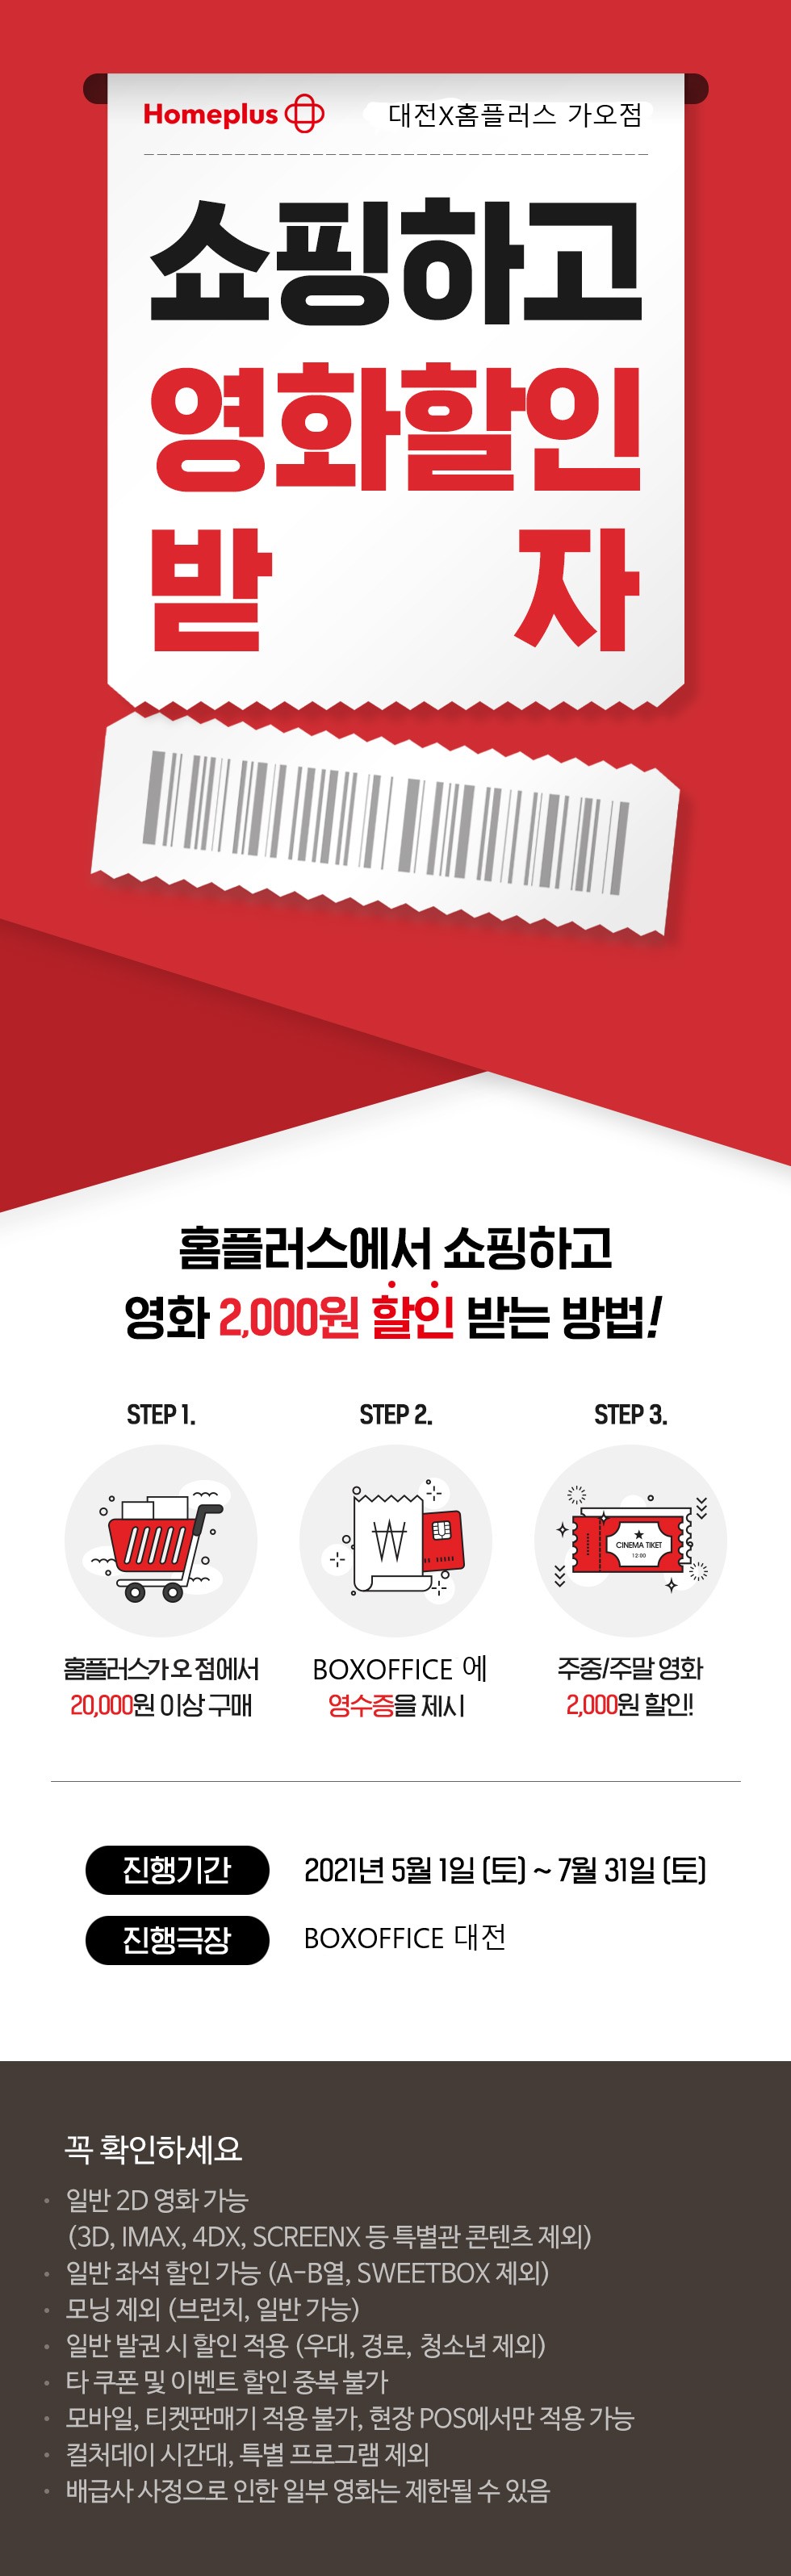 Homeplus
대전X홈플러스 가오점
쇼핑하고
영화할인
받 자
홈플러스에서 쇼핑하고
영화 2,000원 할인 받는 방법!
STEP 1.
STEP 2.
STEP 3.
CINEMA TIKET
12:00
홈플러스가오점에서
20,000원 이상 구매
BOXOFFICE 에
영수증을 제시
주중/주말 영화
2,000원 할인!
진행기간
2021년 5월 1일 (토) ~ 7월 31일 (토)
진행극장
BOXOFFICE 대전
꼭 확인하세요
• 일반 2D 영화 가능
(3D, IMAX, 4DX, SCREENX 등 특별관 콘텐츠 제외)
• 일반 좌석 할인 가능 (A-B열, SWEETBOX 제외)
• 모닝 제외 (브런치, 일반 가능)
• 일반 발권 시 할인 적용 (우대, 경로, 청소년 제외)
• 타 쿠폰 및 이벤트 할인 중복 불가
• 모바일, 티켓판매기 적용 불가, 현장 POS에서만 적용 가능
• 컬처데이 시간대, 특별 프로그램 제외
• 배급사 사정으로 인한 일부 영화는 제한될 수 있음